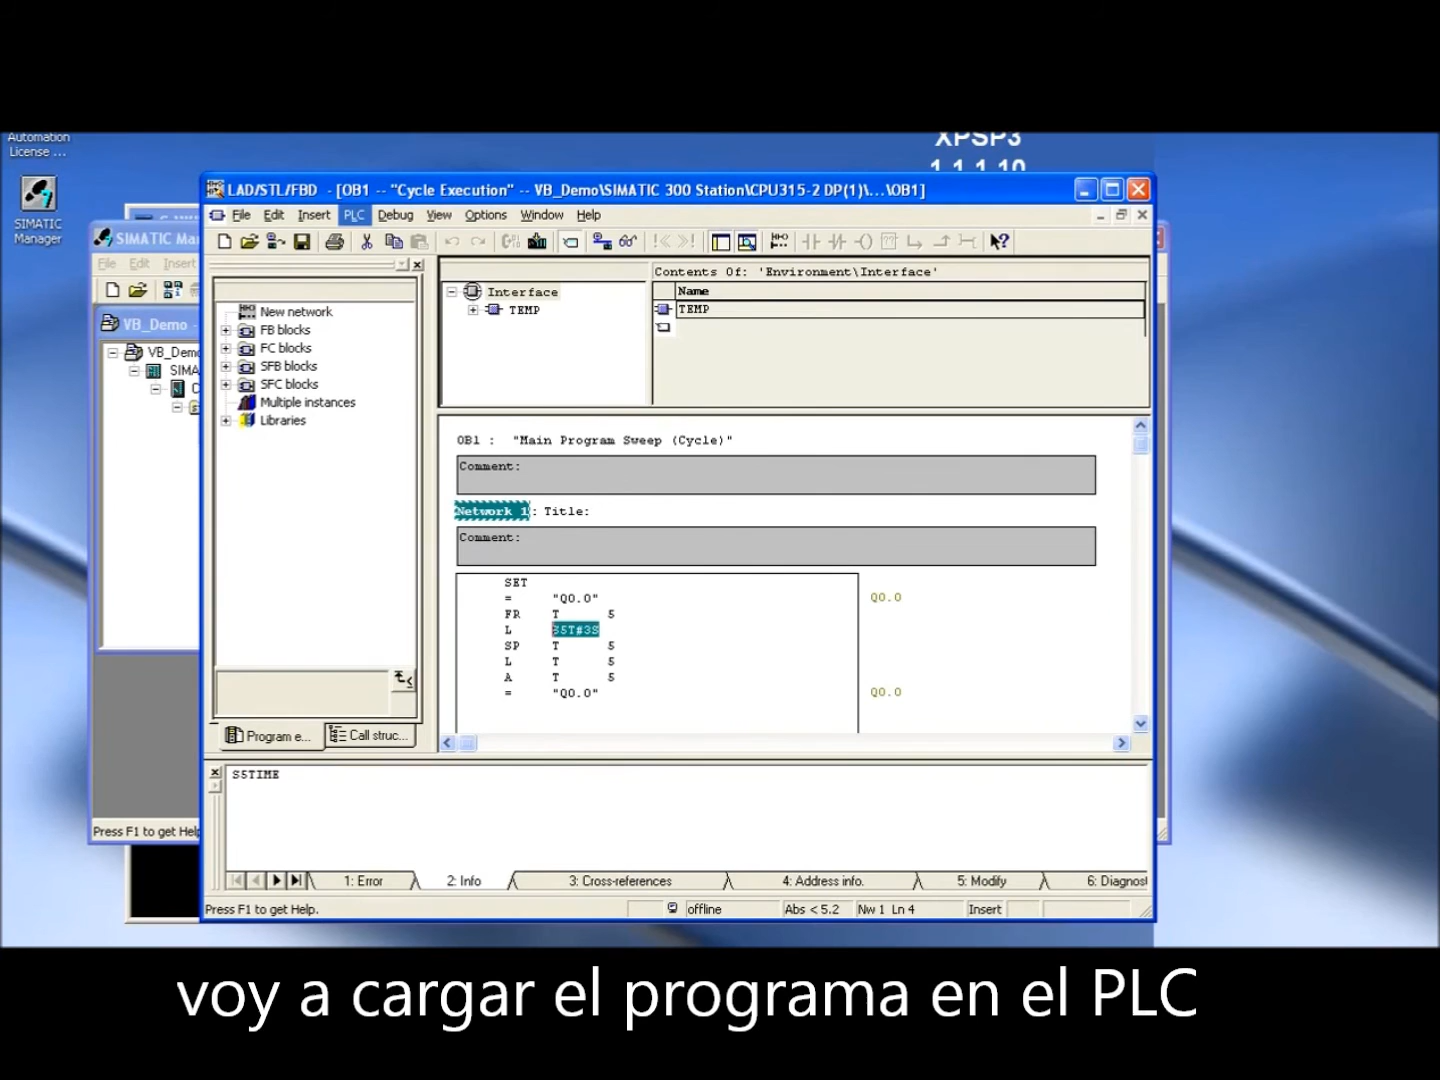 Automation
License ...
XPSP3
1.1.1.10
SIMATIC
Manager
LAD/STL/FBD - [OB1 -- "Cycle Execution" -- VB_Demo\SIMATIC 300 Station\CPU315-2 DP(1)\...\OB1]
File Edit Insert PLC Debug View Options Window Help
SIMATIC Ma
File Edit Insert
VB_Demo -
VB_Demo
SIMA
C
S
New network
FB blocks
FC blocks
SFB blocks
SFC blocks
Multiple instances
Libraries
Program e...
Call struc...
Interface
TEMP
Contents Of: 'Environment\Interface'
Name
TEMP
OB1 : "Main Program Sweep (Cycle)"
Comment:
Network 1: Title:
Comment:
SET
= "Q0.0" Q0.0
FR T 5
L S5T#3S
SP T 5
L T 5
A T 5
= "Q0.0" Q0.0
S5TIME
1: Error 2: Info 3: Cross-references 4: Address info. 5: Modify 6: Diagnost
Press F1 to get Help
Press F1 to get Help. offline Abs < 5.2 Nw 1 Ln 4 Insert
voy a cargar el programa en el PLC